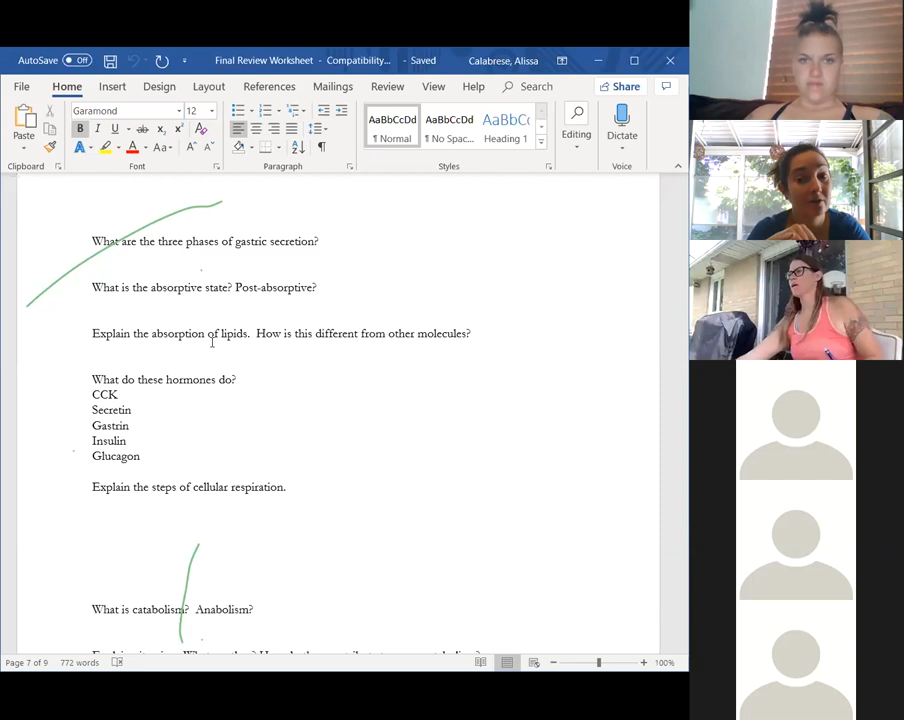 AutoSave Off Final Review Worksheet - Compatibility... - Saved Calabrese, Alissa
File Home Insert Design Layout References Mailings Review View Help Search Share
Paste
Garamond 12
B I U ab x₂ x²
A A Aa A A
AaBbCcDd AaBbCcDd AaBbCc
¶ Normal ¶ No Spac... Heading 1
Editing Dictate
Clipboard Font Paragraph Styles Voice
What are the three phases of gastric secretion?
What is the absorptive state? Post-absorptive?
Explain the absorption of lipids. How is this different from other molecules?
What do these hormones do?
CCK
Secretin
Gastrin
Insulin
Glucagon
Explain the steps of cellular respiration.
What is catabolism? Anabolism?
Page 7 of 9 772 words 100%